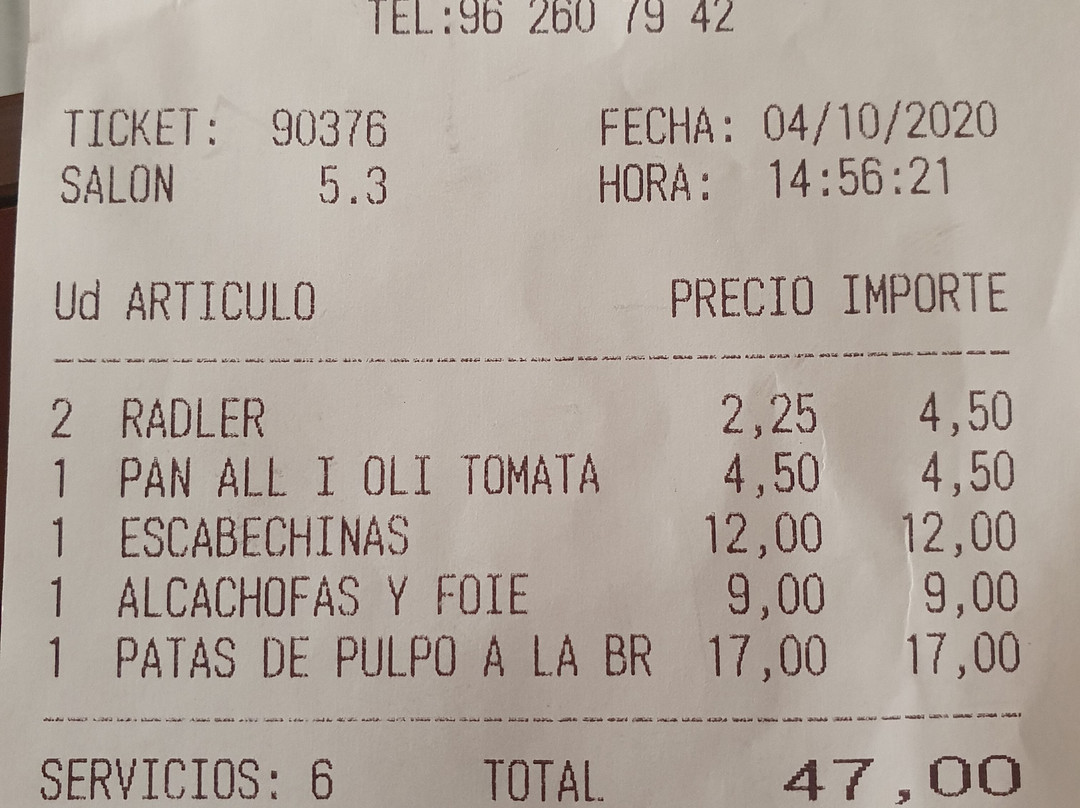 TEL:96 260 79 42
TICKET: 90376 FECHA: 04/10/2020
SALON 5.3 HORA: 14:56:21
Ud ARTICULO PRECIO IMPORTE
2 RADLER 2,25 4,50
1 PAN ALL I OLI TOMATA 4,50 4,50
1 ESCABECHINAS 12,00 12,00
1 ALCACHOFAS Y FOIE 9,00 9,00
1 PATAS DE PULPO A LA BR 17,00 17,00
SERVICIOS: 6 TOTAL 47,00